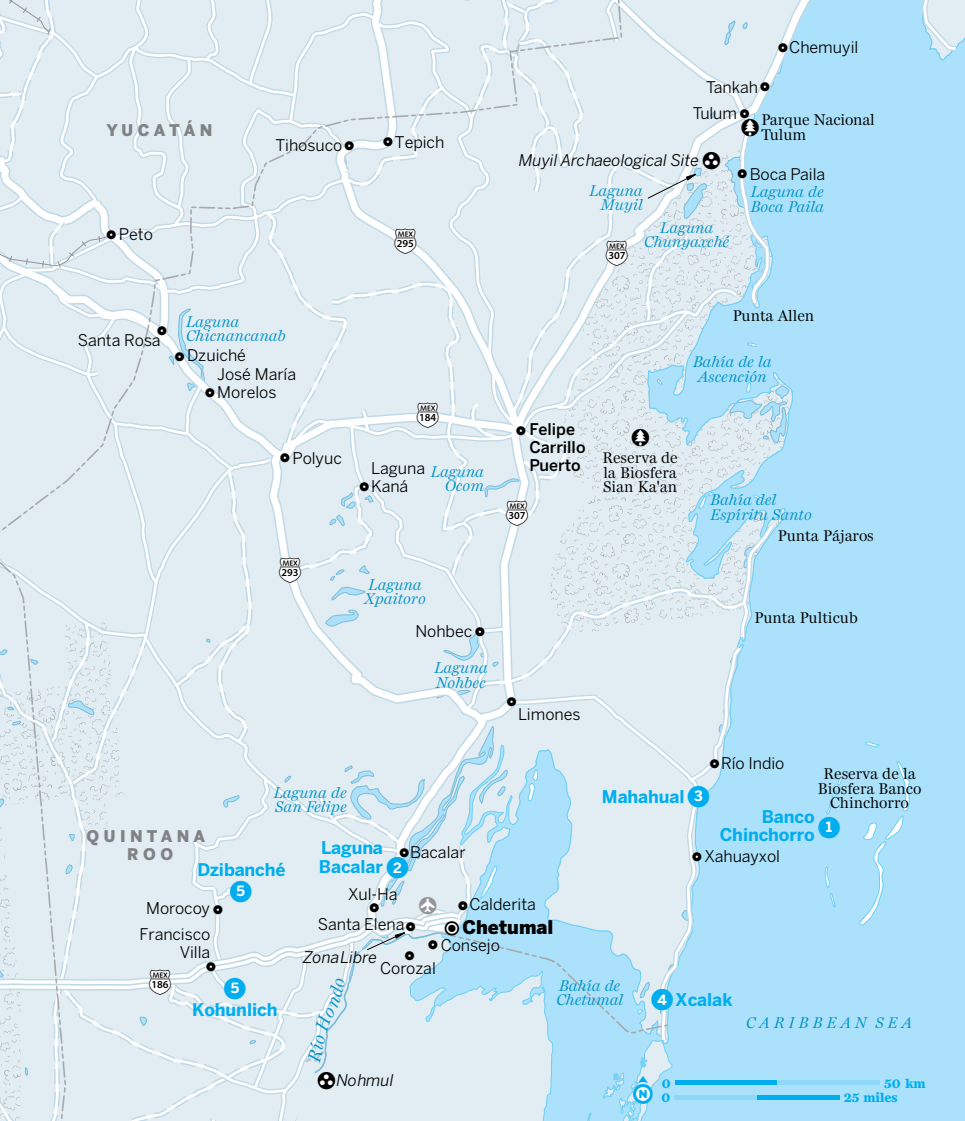 Chemuyil
Tankah
Tulum
Parque Nacional
Tulum
YUCATÁN
Tihosuco
Tepich
Muyil Archaeological Site
Boca Paila
Laguna
Muyil
Laguna de
Boca Paila
Peto
MEX
295
MEX
307
Laguna
Chunyaxché
Punta Allen
Laguna
Chicnancanab
Santa Rosa
Dzuiché
José María
Morelos
Bahía de la
Ascención
MEX
184
Felipe
Carrillo
Puerto
Polyuc
Laguna
Kaná
Laguna
Ocom
Reserva de
la Biosfera
Sian Ka'an
MEX
307
Bahía del
Espíritu Santo
Punta Pájaros
MEX
293
Laguna
Xpaitoro
Punta Pulticub
Nohbec
Laguna
Nohbec
Limones
Río Indio
Laguna de
San Felipe
Mahahual 3
Reserva de la
Biosfera Banco
Chinchorro
Banco
Chinchorro 1
QUINTANA
ROO
Laguna
Bacalar 2
Bacalar
Xahuayxol
Dzibanché
5
Xul-Ha
Calderita
Morocoy
Santa Elena
Chetumal
Francisco
Villa
Zona Libre
Consejo
Corozal
MEX
186
5
Kohunlich
Río Hondo
Bahía de
Chetumal
4 Xcalak
CARIBBEAN SEA
Nohmul
N
0 50 km
0 25 miles